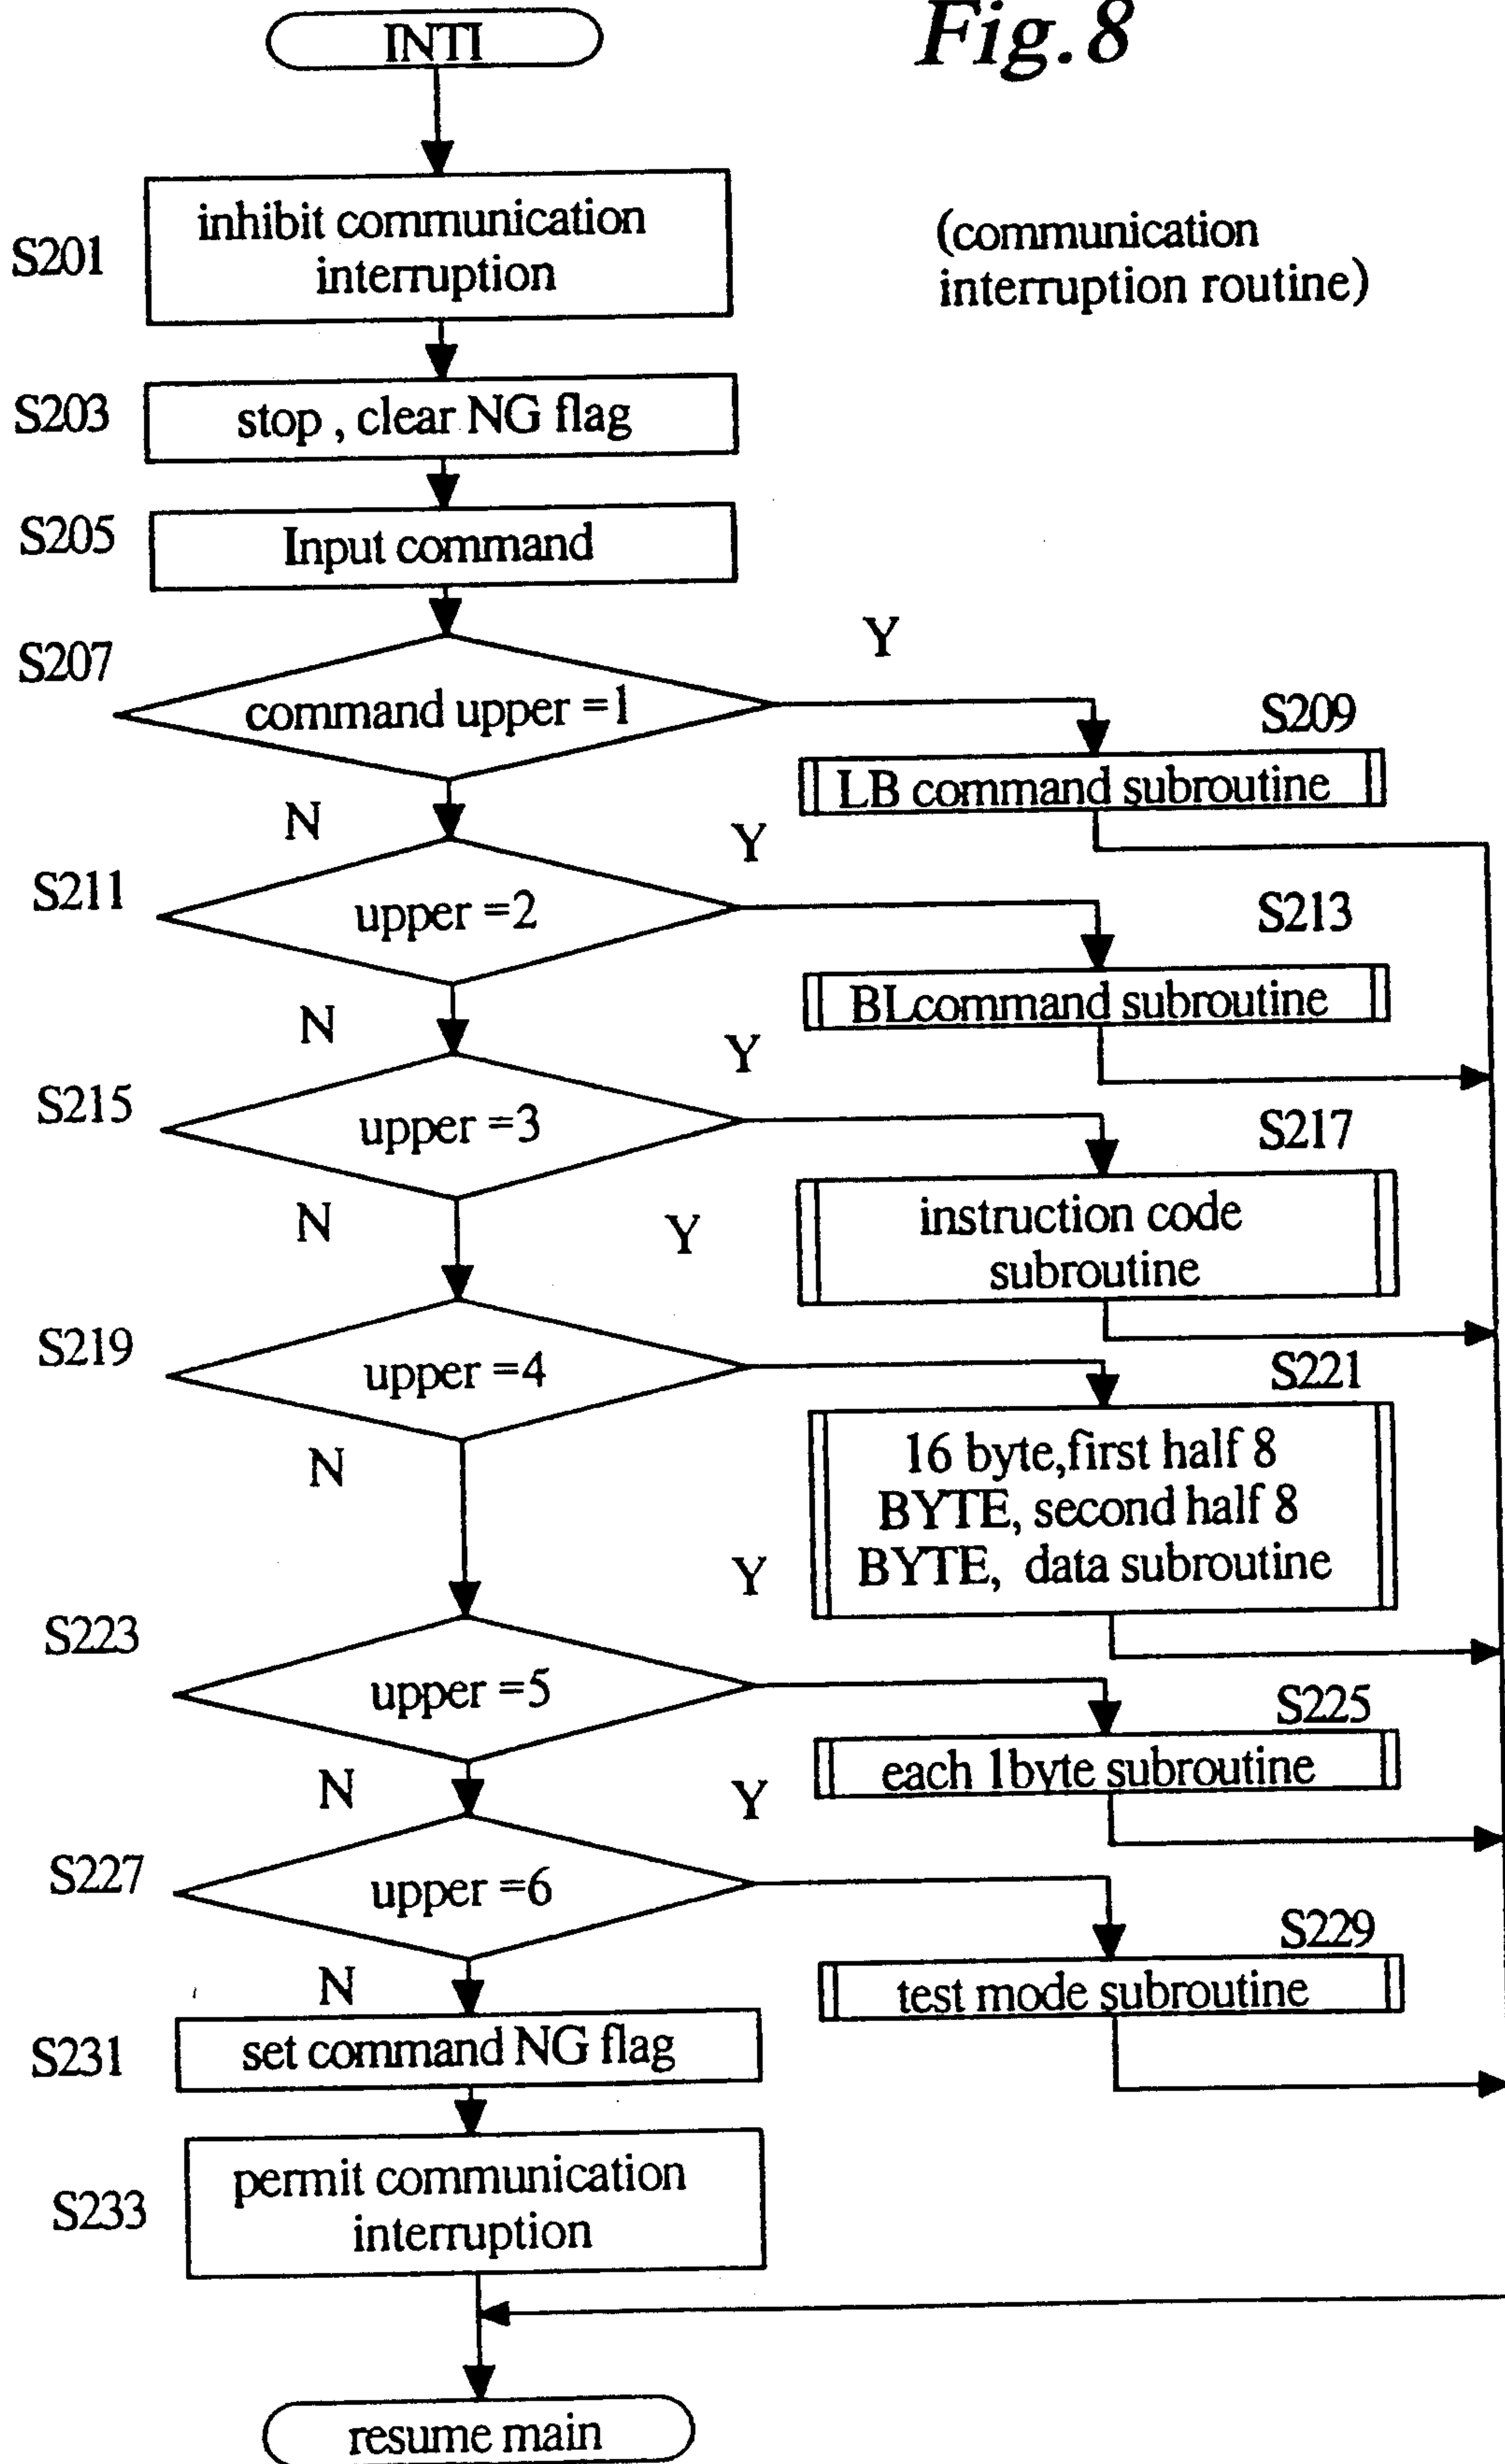 Fig.8
INTI
inhibit communication
interruption
S201
(communication
interruption routine)
S203
stop , clear NG flag
S205
Input command
S207
command upper =1
Y
S209
LB command subroutine
N
Y
S211
upper =2
S213
BLcommand subroutine
N
Y
S215
upper =3
S217
instruction code
subroutine
N
Y
S219
upper =4
S221
16 byte,first half 8
BYTE, second half 8
BYTE, data subroutine
N
Y
S223
upper =5
S225
each 1byte subroutine
N
Y
S227
upper =6
S229
test mode subroutine
N
S231
set command NG flag
S233
permit communication
interruption
resume main